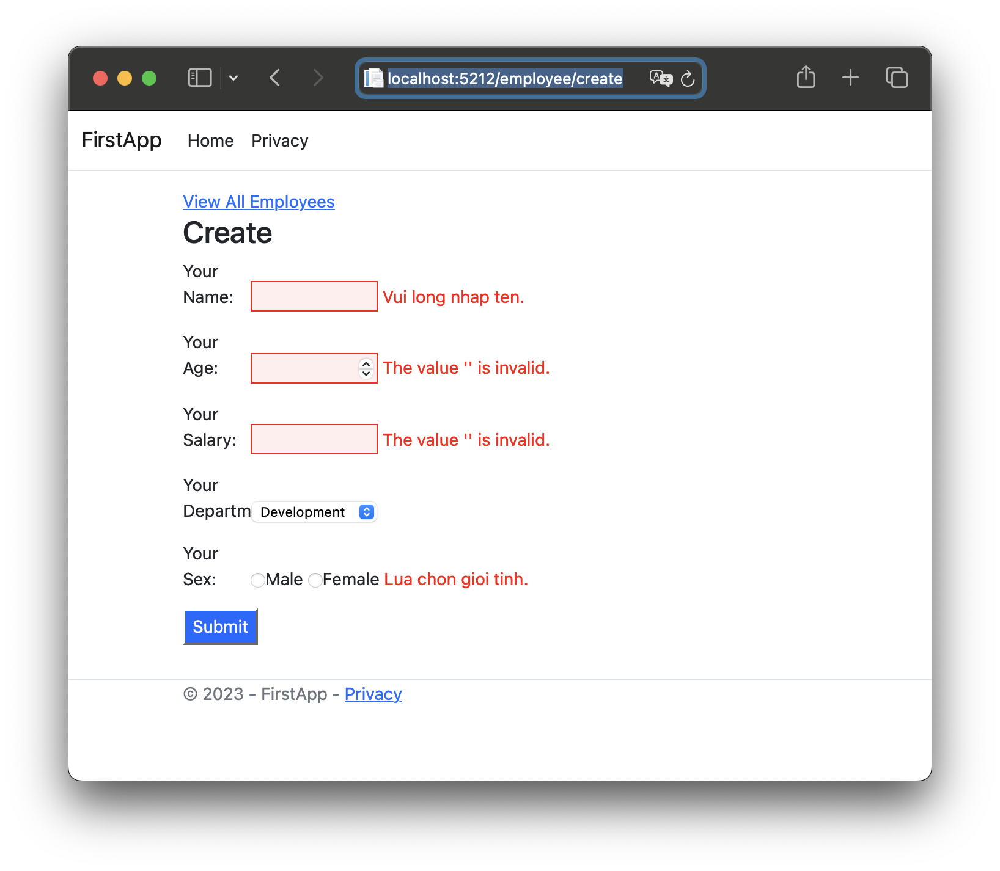 localhost:5212/employee/create
FirstApp Home Privacy
View All Employees
Create
Your
Name: Vui long nhap ten.
Your
Age: The value '' is invalid.
Your
Salary: The value '' is invalid.
Your
Departm Development
Your
Sex: Male Female Lua chon gioi tinh.
Submit
© 2023 - FirstApp - Privacy